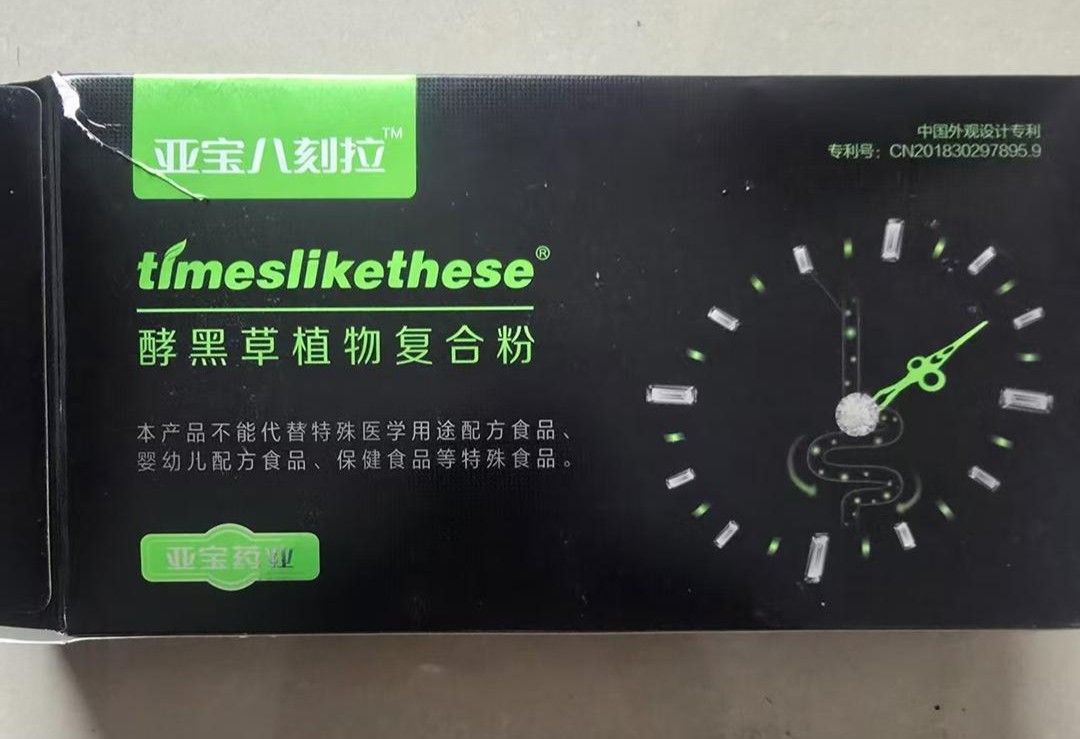 亚宝八刻拉™
中国外观设计专利
专利号：CN201830297895.9
timeslikethese®
酵黑草植物复合粉
本产品不能代替特殊医学用途配方食品、
婴幼儿配方食品、保健食品等特殊食品。
亚宝药业